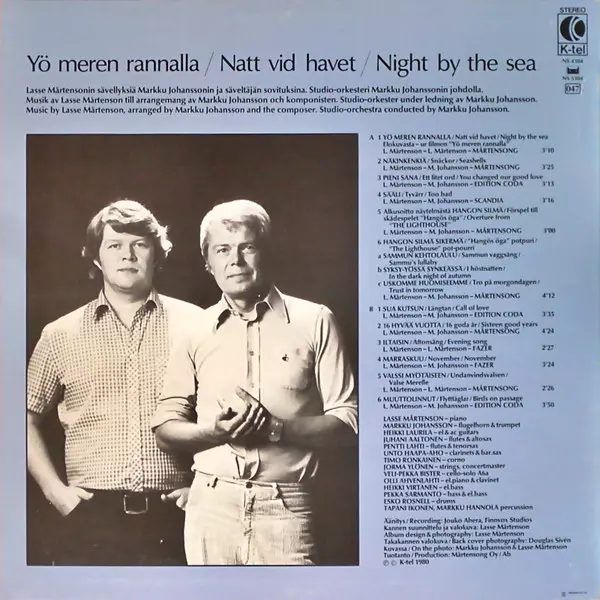 STEREO
K
K-tel
NS 4184
NS 5184
047
Yö meren rannalla / Natt vid havet / Night by the sea
Lasse Mårtensonin sävellyksiä Markku Johanssonin ja säveltäjän sovituksina. Studio-orkesteri Markku Johanssonin johdolla.
Musik av Lasse Mårtenson till arrangemang av Markku Johansson och komponisten. Studio-orkester under ledning av Markku Johansson.
Music by Lasse Mårtenson, arranged by Markku Johansson and the composer. Studio-orchestra conducted by Markku Johansson.
A 1 YÖ MEREN RANNALLA / Natt vid havet / Night by the sea
Elokuvasta – ur filmen "Yö meren rannalla"
L. Mårtenson – L. Mårtenson – MÅRTENSONG 3'10
2 NÄKINKENKIÄ / Snäckor / Seashells
L. Mårtenson – M. Johansson – MÅRTENSONG 3'25
3 PIENI SANA / Ett litet ord / You changed our good love
L. Mårtenson – M. Johansson – EDITION CODA 3'13
4 SÄÄLI / Tyvärr / Too bad
L. Mårtenson – M. Johansson – SCANDIA 3'16
5 Alkusoitto näytelmästä HANGON SILMÄ / Förspel till
skådespelet "Hangös öga" / Overture from
"THE LIGHTHOUSE"
L. Mårtenson – M. Johansson – MÅRTENSONG 3'00
6 HANGON SILMÄ SIKERMÄ / "Hangös öga" potpuri /
"The Lighthouse" pot-pourri
a SAMMUN KEHTOLAULU / Sammun vaggsång /
Sammu's lullaby
b SYKSY-YÖSSÄ SYNKEÄSSÄ / I höstnatten /
In the dark night of autumn
c USKOMME HUOMISEEMME / Tro på morgondagen /
Trust in tomorrow
L. Mårtenson – M. Johansson – MÅRTENSONG 4'12
B 1 SUA KUTSUN / Längtan / Call of love
L. Mårtenson – M. Johansson – EDITION CODA 3'35
2 16 HYVÄÄ VUOTTA / 16 goda år / Sixteen good years
L. Mårtenson – M. Johansson – MÅRTENSONG 4'24
3 ILTAISIN / Aftonsång / Evening song
L. Mårtenson – M. Johansson – FAZER 2'27
4 MARRASKUU / November / November
L. Mårtenson – M. Johansson – FAZER 3'24
5 VALSSI MYÖTÄISTEN / Undanvindsvalsen /
Valse Merelle
L. Mårtenson – L. Mårtenson – MÅRTENSONG 2'26
6 MUUTTOLINNUT / Flyttfåglar / Birds on passage
L. Mårtenson – M. Johansson – EDITION CODA 3'50
LASSE MÅRTENSON – piano
MARKKU JOHANSSON – flugelhorn & trumpet
HEIKKI LAURILA – el & ac guitars
JUHANI AALTONEN – flutes & altosax
PENTTI LAHTI – flutes & tenorsax
UNTO HAAPA-AHO – clarinets & bar.sax
TIMO RONKAINEN – corno
JORMA YLÖNEN – strings, concertmaster
VELI-PEKKA BISTER – cello-solo A6a
OLLI AHVENLAHTI – el.piano & clavinet
HEIKKI VIRTANEN – el.bass
PEKKA SARMANTO – bass & el.bass
ESKO ROSNELL – drums
TAPANI IKONEN, MARKKU HANNOLA percussion
Äänitys / Recording: Jouko Ahera, Finnvox Studios
Kannen suunnittelu ja valokuva: Lasse Mårtenson
Album design & photography: Lasse Mårtenson
Takakannen valokuva / Back cover photography: Douglas Sivén
Kuvassa / On the photo: Markku Johansson & Lasse Mårtenson
Tuotanto / Production: Mårtensong Oy / Ab
Ⓟ © K-tel 1980